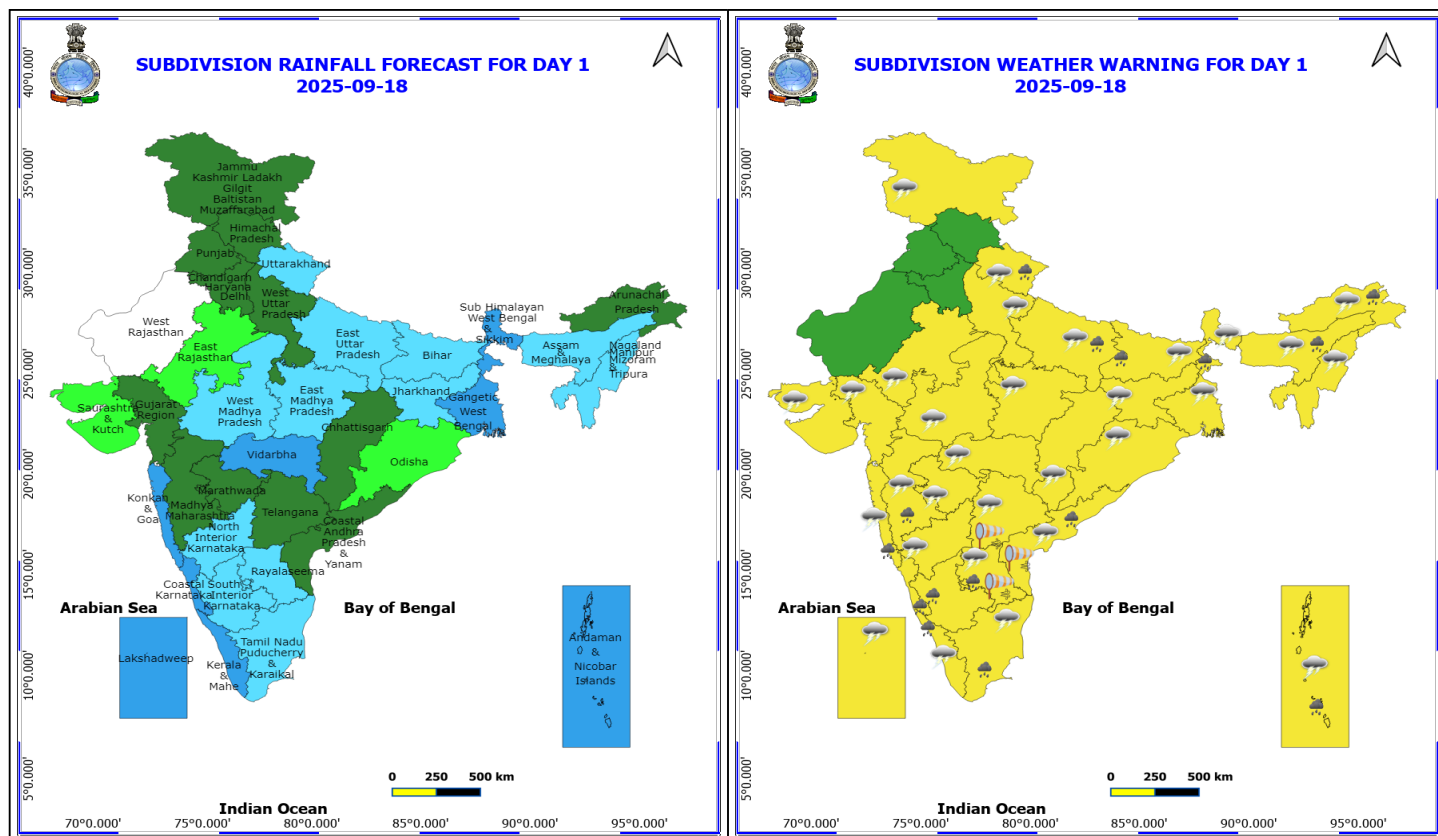 SUBDIVISION RAINFALL FORECAST FOR DAY 1
2025-09-18
40°0.000'
35°0.000'
30°0.000'
25°0.000'
20°0.000'
15°0.000'
10°0.000'
5°0.000'
Jammu
Kashmir Ladakh
Gilgit
Baltistan
Muzaffarabad
Himachal
Pradesh
Punjab
Uttarakhand
Chandigarh
Haryana
Delhi
West
Uttar
Pradesh
Arunachal
Pradesh
Sub Himalayan
West Bengal
&
Sikkim
West
Rajasthan
East
Rajasthan
East
Uttar
Pradesh
Bihar
Assam
&
Meghalaya
Nagaland
Manipur
Mizoram
&
Tripura
Saurashtra
&
Kutch
Gujarat
Region
West
Madhya
Pradesh
East
Madhya
Pradesh
Jharkhand
Gangetic
West
Bengal
Chhattisgarh
Vidarbha
Odisha
Konkan
&
Goa
Marathwada
Madhya
Maharashtra
Telangana
North
Interior
Karnataka
Coastal
Andhra
Pradesh
&
Yanam
Rayalaseema
Coastal
Karnataka
South
Interior
Karnataka
Arabian Sea
Bay of Bengal
Lakshadweep
Tamil Nadu
Puducherry
&
Karaikal
Kerala
&
Mahe
Andaman
&
Nicobar
Islands
0 250 500 km
Indian Ocean
70°0.000' 75°0.000' 80°0.000' 85°0.000' 90°0.000' 95°0.000'
SUBDIVISION WEATHER WARNING FOR DAY 1
2025-09-18
40°0.000'
35°0.000'
30°0.000'
25°0.000'
20°0.000'
15°0.000'
10°0.000'
5°0.000'
Arabian Sea
Bay of Bengal
0 250 500 km
Indian Ocean
70°0.000' 75°0.000' 80°0.000' 85°0.000' 90°0.000' 95°0.000'